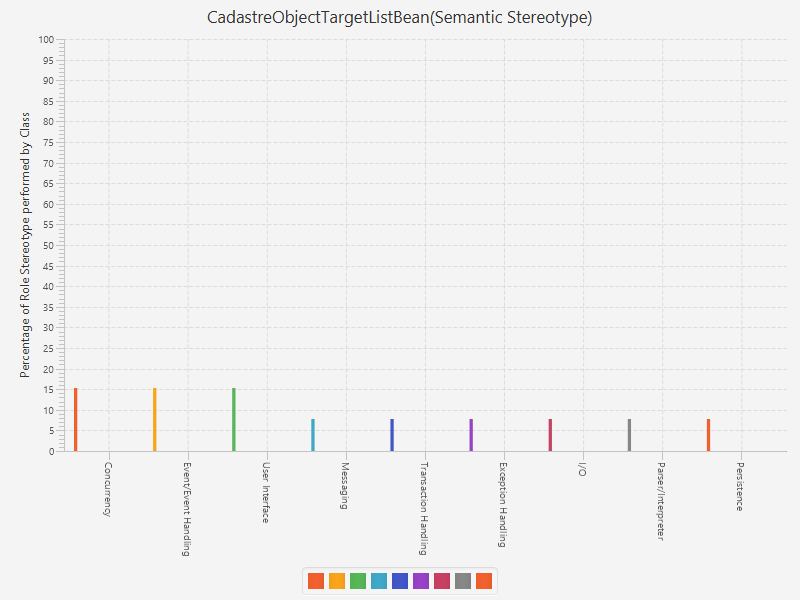 CadastreObjectTargetListBean(Semantic Stereotype)
Percentage of Role Stereotype performed by Class
100
95
90
85
80
75
70
65
60
55
50
45
40
35
30
25
20
15
10
5
0
Concurrency
Event/Event Handling
User Interface
Messaging
Transaction Handling
Exception Handling
I/O
Parser/Interpreter
Persistence